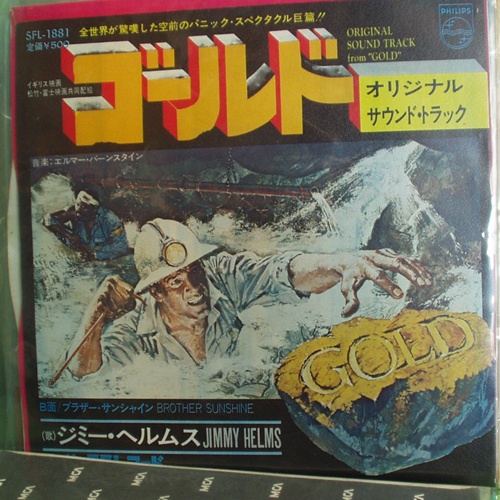 SFL-1881
定価¥500
全世界が驚嘆した空前のパニック・スペクタクル巨篇!!
ORIGINAL
SOUND TRACK
from "GOLD"
PHILIPS
イギリス映画
松竹・富士映画共同配給
ゴールド
オリジナル
サウンド・トラック
音楽:エルマー・バーンスタイン
GOLD
B面/ブラザー・サンシャイン BROTHER SUNSHINE
(歌)ジミー・ヘルムス JIMMY HELMS
MCA
MCA
MCA
MCA